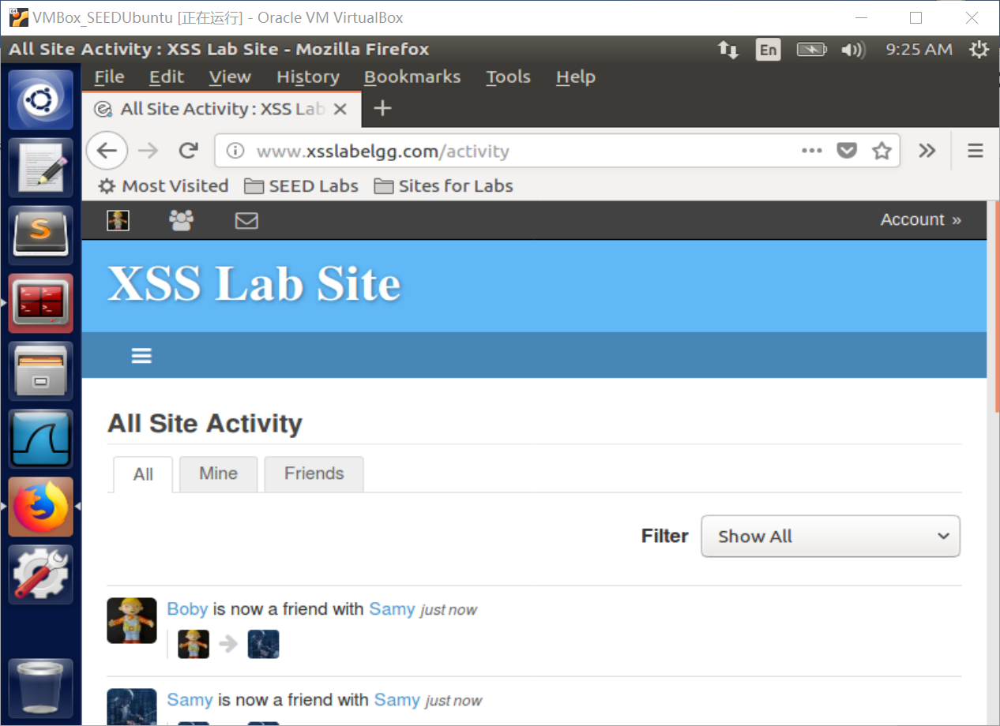 VMBox_SEEDUbuntu [正在运行] - Oracle VM VirtualBox
All Site Activity : XSS Lab Site - Mozilla Firefox En 9:25 AM
File Edit View History Bookmarks Tools Help
All Site Activity : XSS Lab
www.xsslabelgg.com/activity
Most Visited SEED Labs Sites for Labs
Account »
XSS Lab Site
All Site Activity
All Mine Friends
Filter Show All
Boby is now a friend with Samy just now
Samy is now a friend with Samy just now